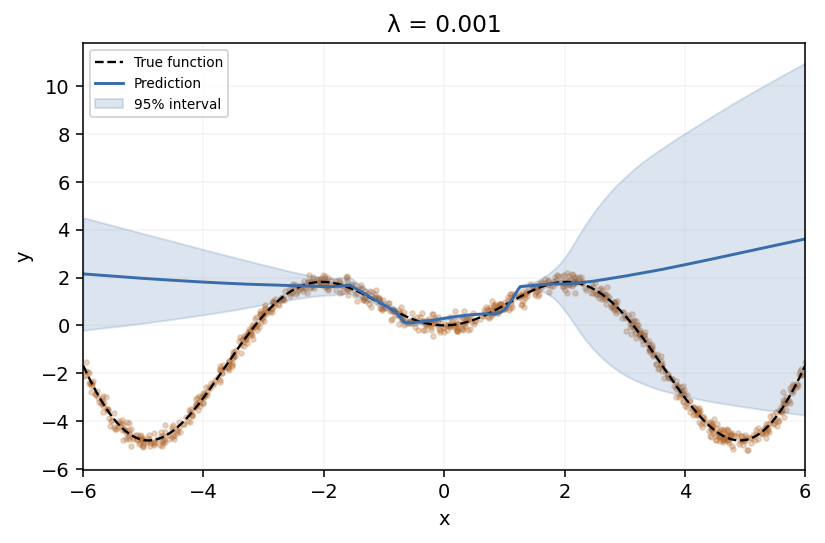 λ = 0.001
True function
Prediction
95% interval
y
10
8
6
4
2
0
−2
−4
−6
−6 −4 −2 0 2 4 6
x